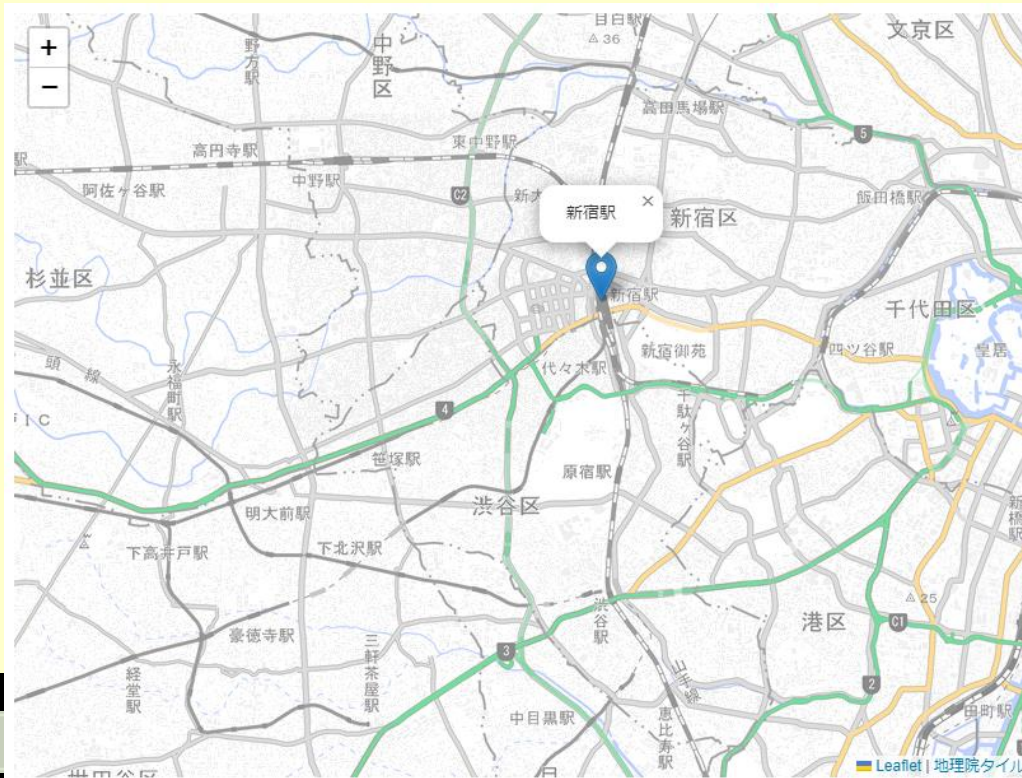 +
−
目白駅
36
文京区
中野区
野方駅
高田馬場駅
5
東中野駅
高円寺駅
中野駅
阿佐ヶ谷駅
駅
C2
飯田橋駅
新宿駅
×
新宿区
杉並区
新宿駅
千代田区
皇居
四ツ谷駅
新宿御苑
代々木駅
永福町駅
頭線
IC
4
千駄ヶ谷駅
笹塚駅
原宿駅
渋谷区
明大前駅
新橋駅
下高井戸駅
下北沢駅
25
渋谷駅
港区
C1
豪徳寺駅
三軒茶屋駅
3
経堂駅
山手線
2
中目黒駅
恵比寿駅
田町駅
世田谷区
目
Leaflet | 地理院タイル